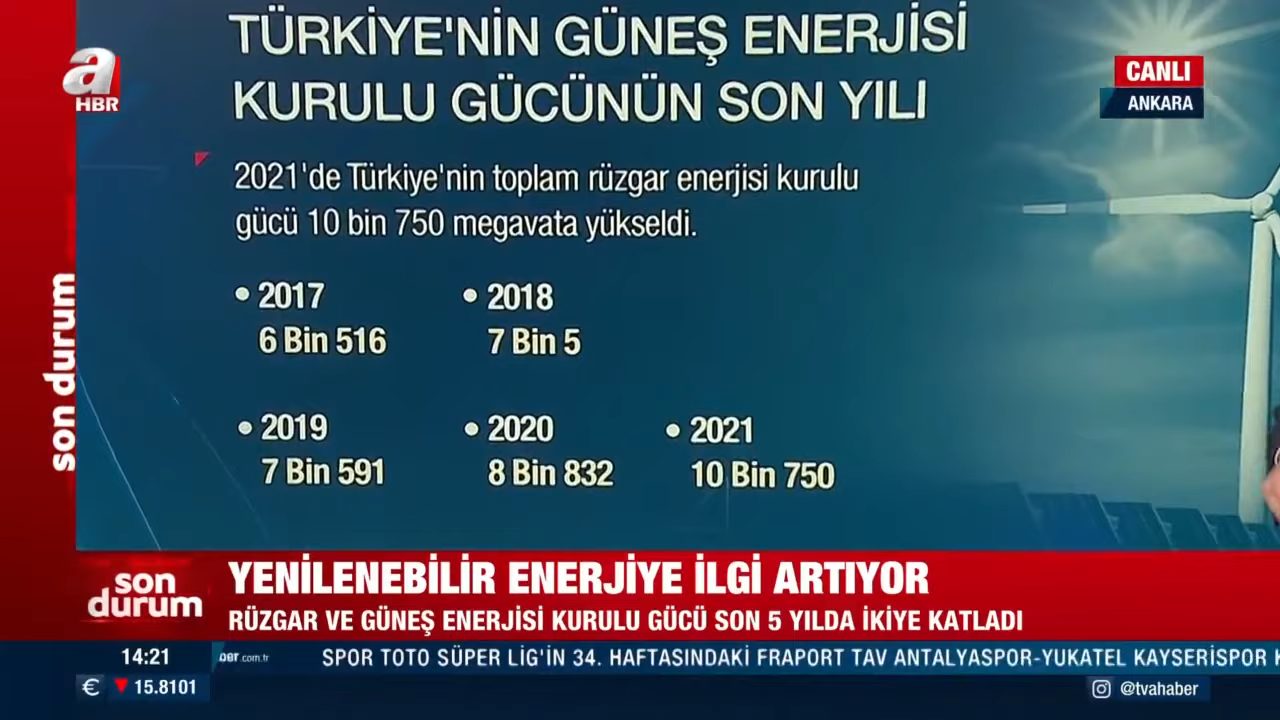 TÜRKİYE'NİN GÜNEŞ ENERJİSİ
KURULU GÜCÜNÜN SON YILI
a
HBR
CANLI
ANKARA
2021'de Türkiye'nin toplam rüzgar enerjisi kurulu
gücü 10 bin 750 megavata yükseldi.
• 2017
6 Bin 516
• 2018
7 Bin 5
• 2019
7 Bin 591
• 2020
8 Bin 832
• 2021
10 Bin 750
son durum
son
durum
YENİLENEBİLİR ENERJİYE İLGİ ARTIYOR
RÜZGAR VE GÜNEŞ ENERJİSİ KURULU GÜCÜ SON 5 YILDA İKİYE KATLADI
14:21
ber.com.tr
SPOR TOTO SÜPER LİG'İN 34. HAFTASINDAKİ FRAPORT TAV ANTALYASPOR-YUKATEL KAYSERİSPOR
€ ▼ 15.8101
@tvahaber